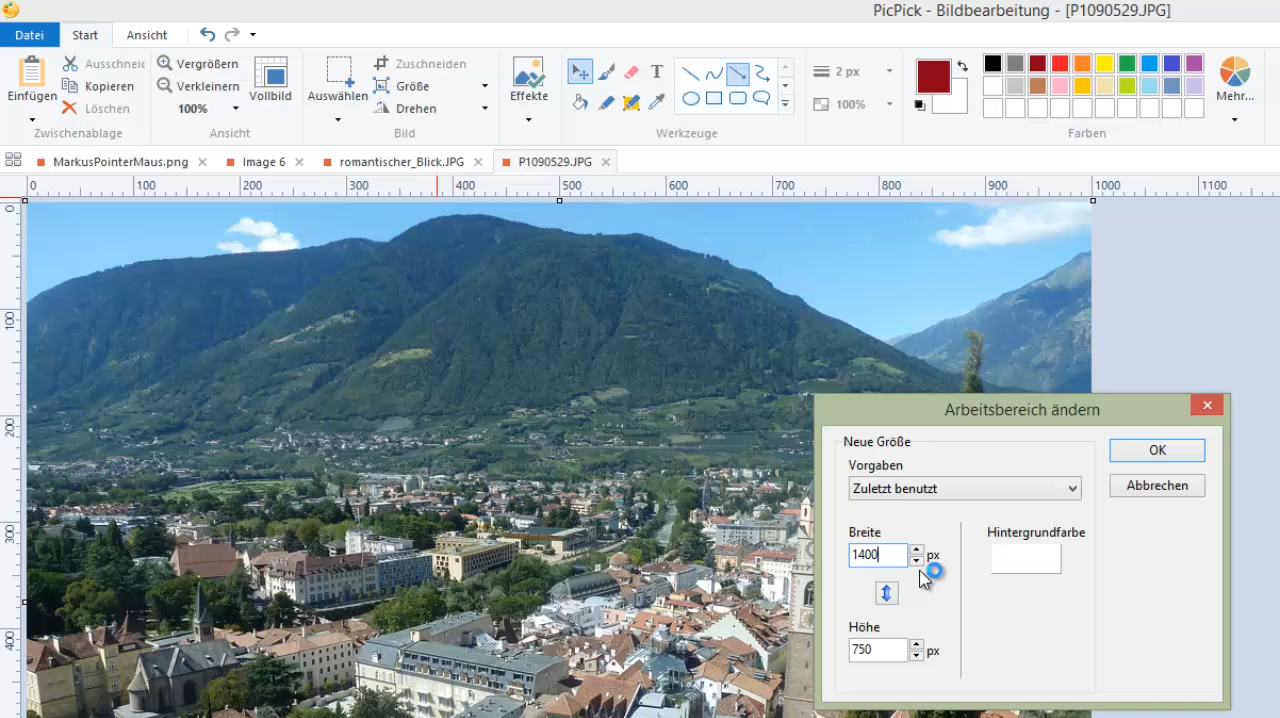 PicPick - Bildbearbeitung - [P1090529.JPG]
Datei Start Ansicht
Einfügen
Ausschneic
Kopieren
Löschen
Zwischenablage
Vergrößern
Verkleinern
100%
Vollbild
Ansicht
Auswählen
Zuschneiden
Größe
Drehen
Bild
Effekte
Werkzeuge
2 px
100%
Farben
Mehr...
MarkusPointerMaus.png Image 6 romantischer_Blick.JPG P1090529.JPG
0 100 200 300 400 500 600 700 800 900 1000 1100
0
100
200
300
400
Arbeitsbereich ändern
Neue Größe
Vorgaben
Zuletzt benutzt
Breite
1400 px
Höhe
750 px
Hintergrundfarbe
OK
Abbrechen